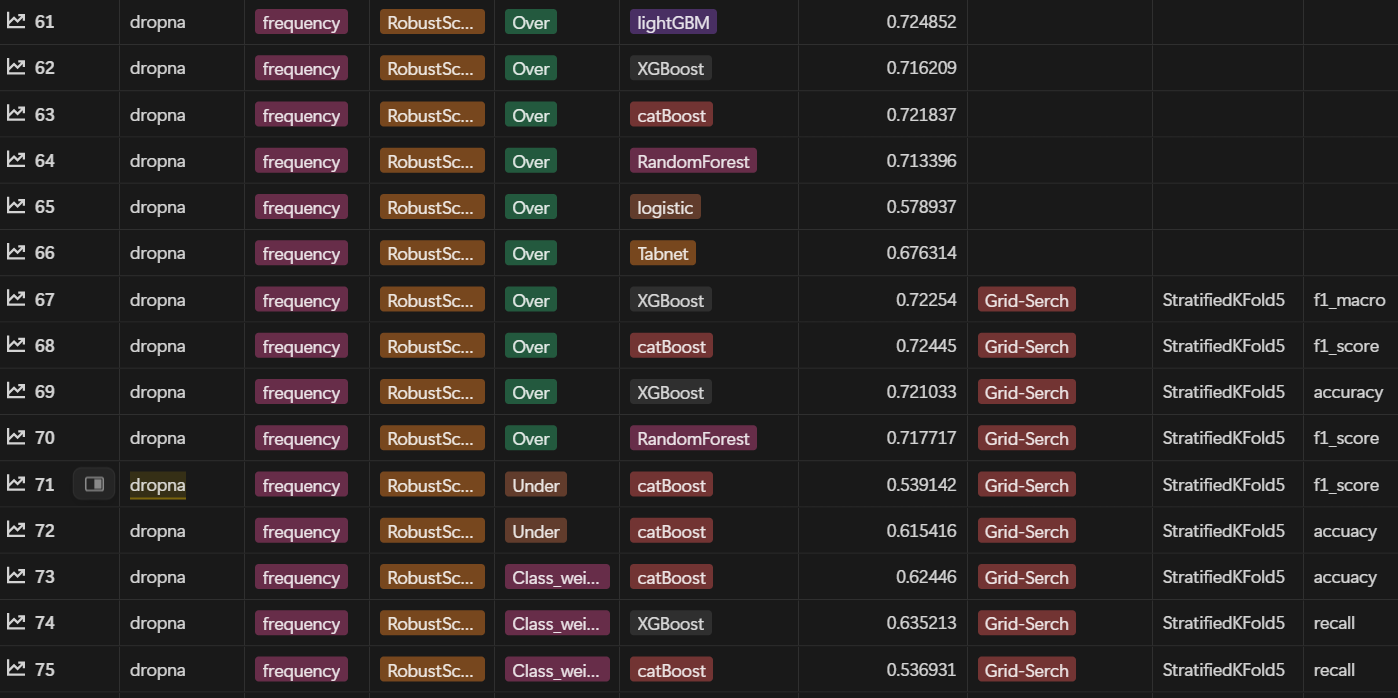 61 dropna frequency RobustSc... Over lightGBM 0.724852
62 dropna frequency RobustSc... Over XGBoost 0.716209
63 dropna frequency RobustSc... Over catBoost 0.721837
64 dropna frequency RobustSc... Over RandomForest 0.713396
65 dropna frequency RobustSc... Over logistic 0.578937
66 dropna frequency RobustSc... Over Tabnet 0.676314
67 dropna frequency RobustSc... Over XGBoost 0.72254 Grid-Serch StratifiedKFold5 f1_macro
68 dropna frequency RobustSc... Over catBoost 0.72445 Grid-Serch StratifiedKFold5 f1_score
69 dropna frequency RobustSc... Over XGBoost 0.721033 Grid-Serch StratifiedKFold5 accuracy
70 dropna frequency RobustSc... Over RandomForest 0.717717 Grid-Serch StratifiedKFold5 f1_score
71 dropna frequency RobustSc... Under catBoost 0.539142 Grid-Serch StratifiedKFold5 f1_score
72 dropna frequency RobustSc... Under catBoost 0.615416 Grid-Serch StratifiedKFold5 accuacy
73 dropna frequency RobustSc... Class_wei... catBoost 0.62446 Grid-Serch StratifiedKFold5 accuacy
74 dropna frequency RobustSc... Class_wei... XGBoost 0.635213 Grid-Serch StratifiedKFold5 recall
75 dropna frequency RobustSc... Class_wei... catBoost 0.536931 Grid-Serch StratifiedKFold5 recall